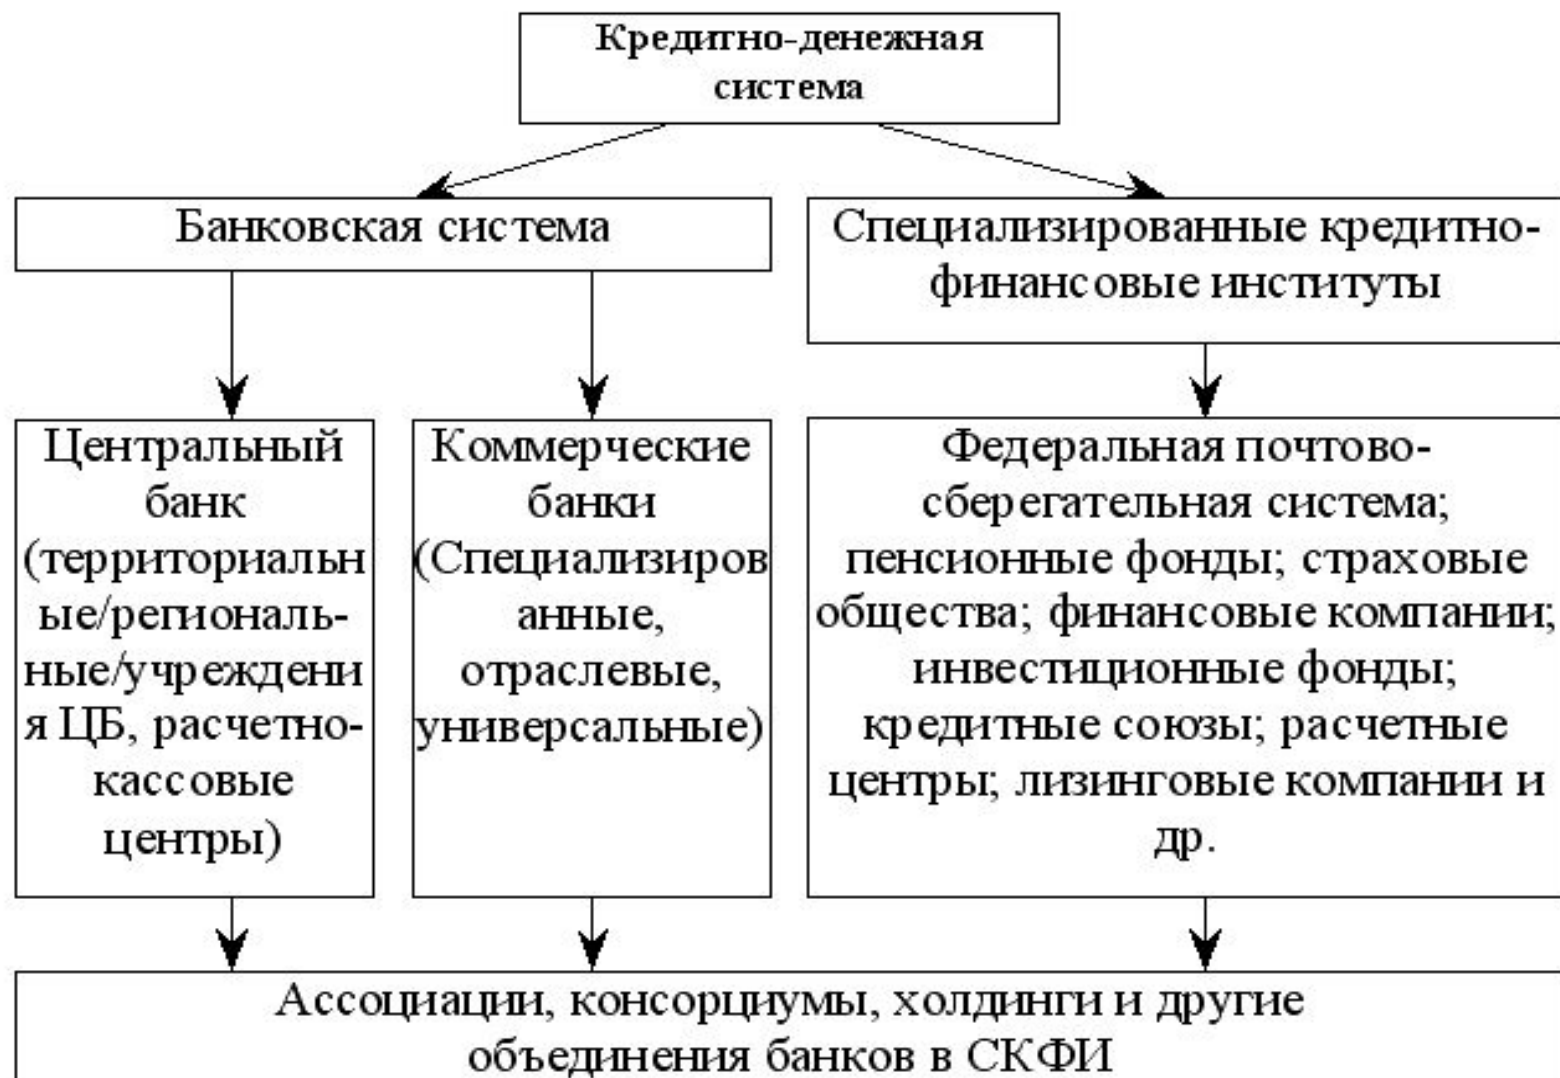 Кредитно-денежная
система
Банковская система
Специализированные кредитно-
финансовые институты
Центральный
банк
(территориальн
ые/региональ-
ные/учреждени
я ЦБ, расчетно-
кассовые
центры)
Коммерческие
банки
(Специализиров
анные,
отраслевые,
универсальные)
Федеральная почтово-
сберегательная система;
пенсионные фонды; страховые
общества; финансовые компании;
инвестиционные фонды;
кредитные союзы; расчетные
центры; лизинговые компании и
др.
Ассоциации, консорциумы, холдинги и другие
объединения банков в СКФИ